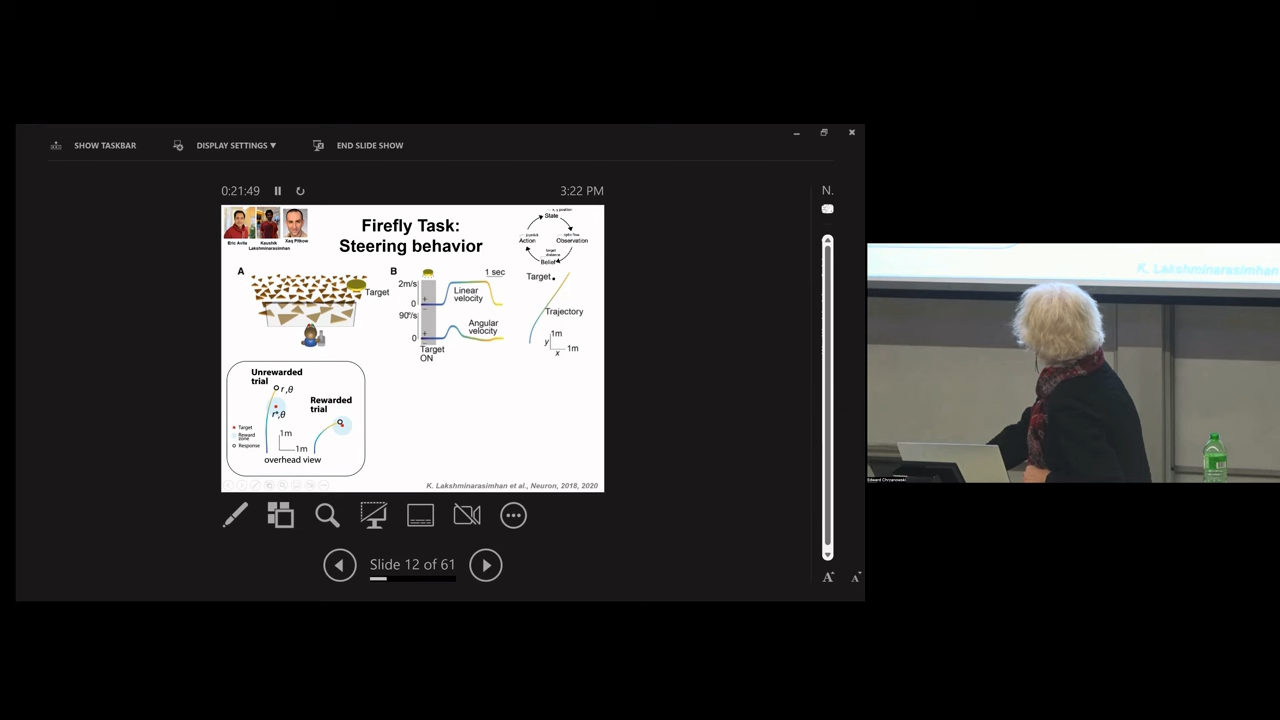 SHOW TASKBAR
DISPLAY SETTINGS ▼
END SLIDE SHOW
0:21:49
3:22 PM
N.
Firefly Task:
Steering behavior
Eric Avila
Kaushik
Lakshminarasimhan
Xaq Pitkow
State
Action
Observation
Belief
A
Target
B
1 sec
2m/s
0
Linear
velocity
90°/s
0
Angular
velocity
Target
ON
Target
Trajectory
1m
y
1m
x
Unrewarded
trial
r ,θ
r*,θ
Rewarded
trial
Target
Reward
zone
Response
1m
1m
overhead view
K. Lakshminarasimhan et al., Neuron, 2018, 2020
Slide 12 of 61
A
A
K. Lakshminarasimhan
Edward Chrzanowski